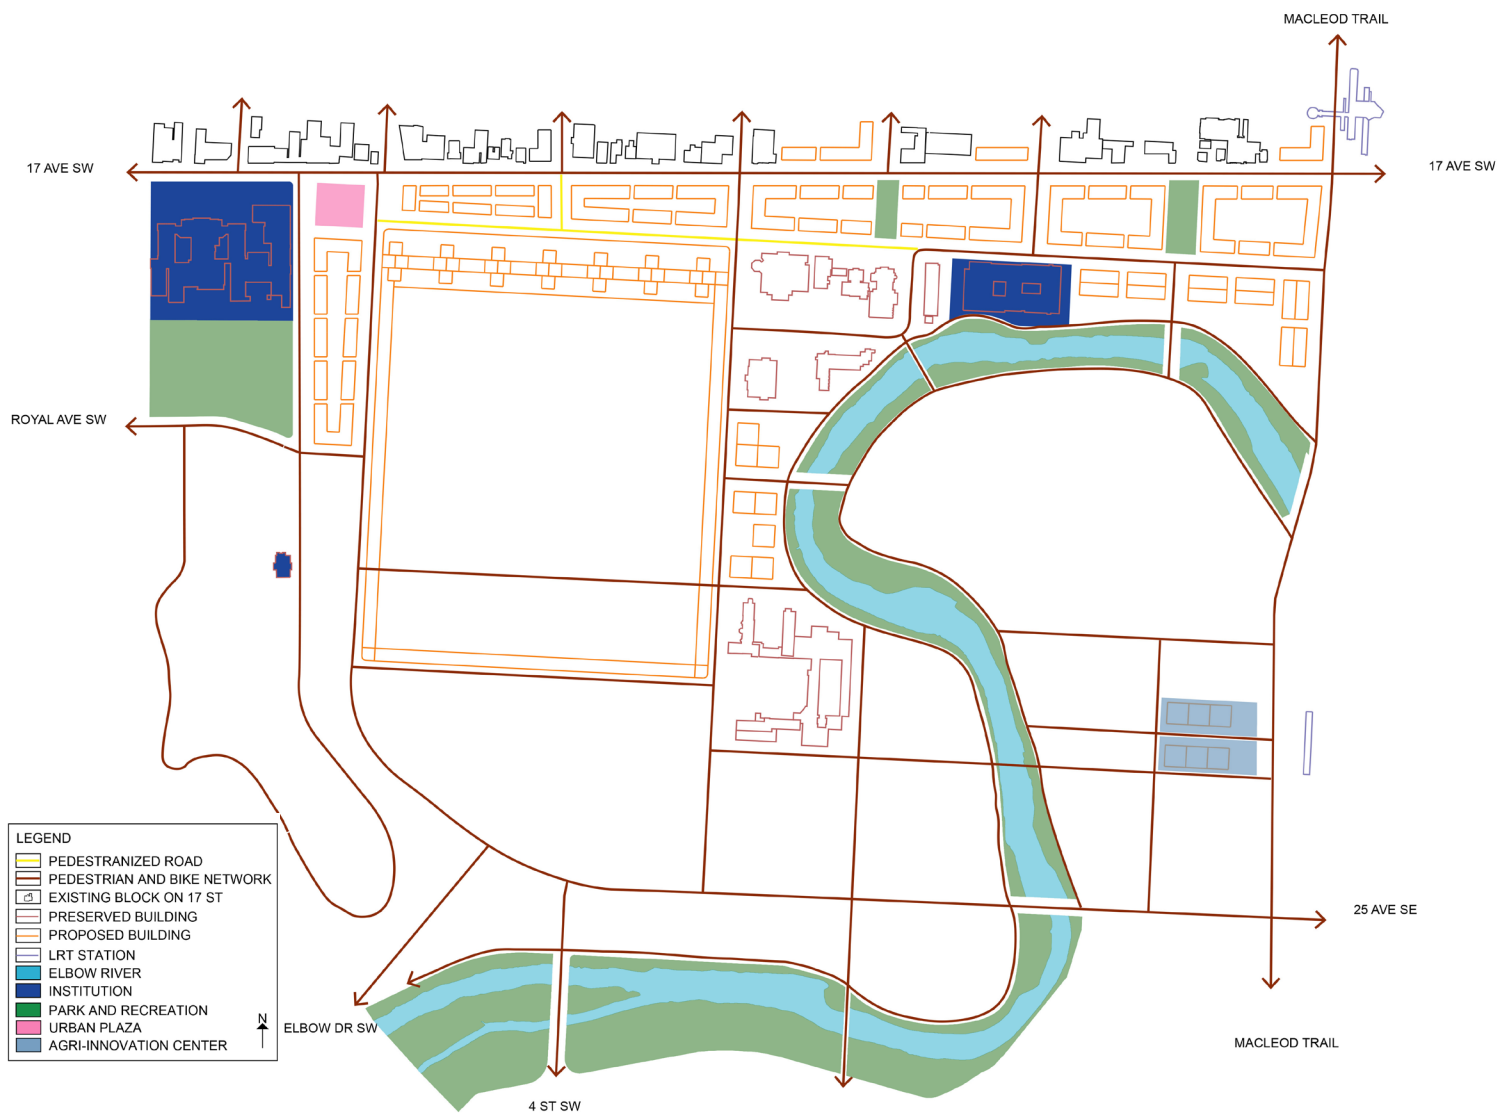 MACLEOD TRAIL
17 AVE SW
17 AVE SW
ROYAL AVE SW
LEGEND
PEDESTRANIZED ROAD
PEDESTRIAN AND BIKE NETWORK
EXISTING BLOCK ON 17 ST
PRESERVED BUILDING
PROPOSED BUILDING
LRT STATION
ELBOW RIVER
INSTITUTION
PARK AND RECREATION
URBAN PLAZA
AGRI-INNOVATION CENTER
N
25 AVE SE
ELBOW DR SW
MACLEOD TRAIL
4 ST SW